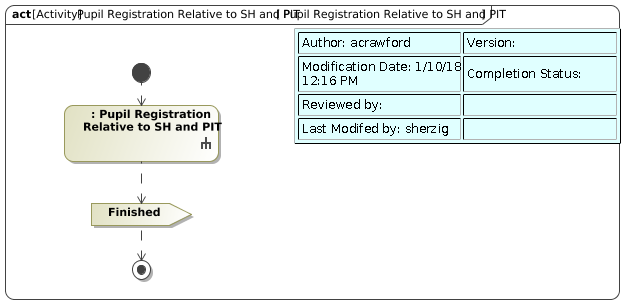 act [Activity] Pupil Registration Relative to SH and PIT [ Pupil Registration Relative to SH and PIT ]
Author: acrawford
Version:
Modification Date: 1/10/18
12:16 PM
Completion Status:
Reviewed by:
Last Modifed by: sherzig
: Pupil Registration
Relative to SH and PIT
Finished